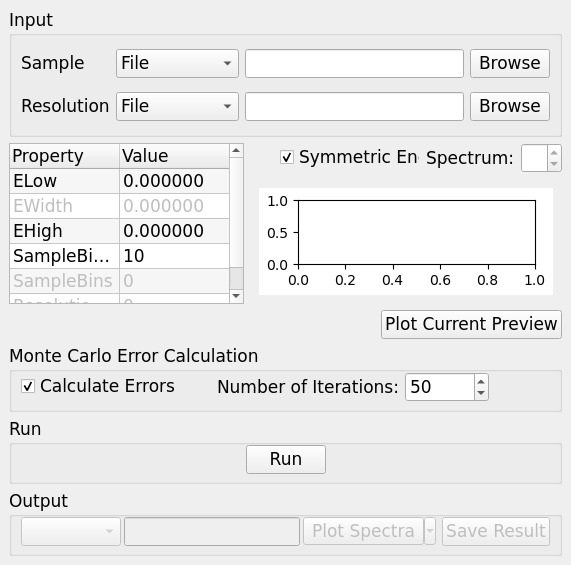 Input
Sample File Browse
Resolution File Browse
Property Value
ELow 0.000000
EWidth 0.000000
EHigh 0.000000
SampleBi... 10
SampleBins 0
Symmetric En Spectrum:
1.0
0.5
0.0
0.0 0.2 0.4 0.6 0.8 1.0
Plot Current Preview
Monte Carlo Error Calculation
Calculate Errors Number of Iterations: 50
Run
Run
Output
Plot Spectra Save Result